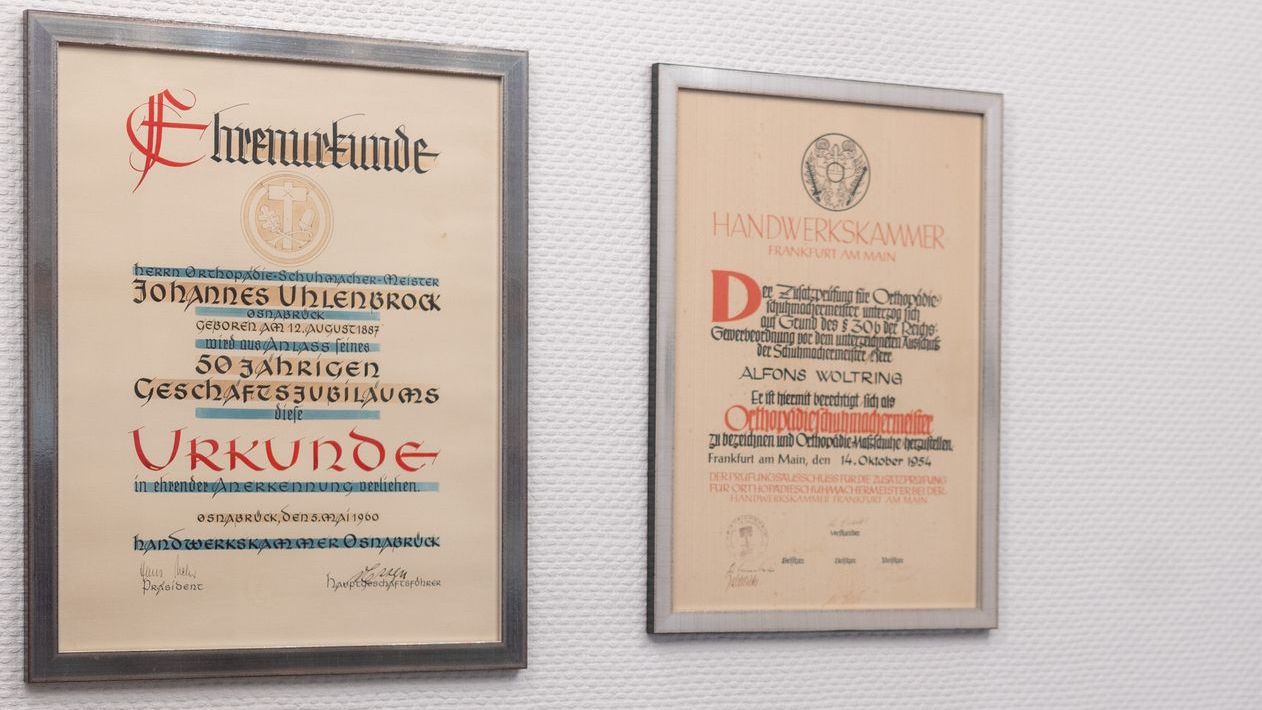 Ehrenurkunde
Herrn Orthopädie-Schuhmacher-Meister
Johannes Uhlenbrock
Osnabrück
geboren am 12. August 1887
wird aus Anlass seines
50 jährigen
Geschäftsjubiläums
diese
Urkunde
in ehrender Anerkennung verliehen.
Osnabrück, den 5. Mai 1960
Handwerkskammer Osnabrück
Präsident
Hauptgeschäftsführer
HANDWERKSKAMMER
FRANKFURT AM MAIN
Der Zusatzprüfung für Orthopädie-
schuhmachermeister unterzog sich
auf Grund des § 30b der Reichs-
Gewerbeordnung vor dem unterzeichneten Ausschuß
der Schuhmachermeister Herr
ALFONS WOLTRING
Er ist hiermit berechtigt sich als
Orthopädieschuhmachermeister
zu bezeichnen und Orthopädie-Maßschuhe herzustellen.
Frankfurt am Main, den 14. Oktober 1954
DER PRÜFUNGSAUSSCHUSS FÜR DIE ZUSATZPRÜFUNG
FÜR ORTHOPÄDIESCHUHMACHERMEISTER BEI DER
HANDWERKSKAMMER FRANKFURT AM MAIN
Vorsitzender
Beisitzer Beisitzer Beisitzer